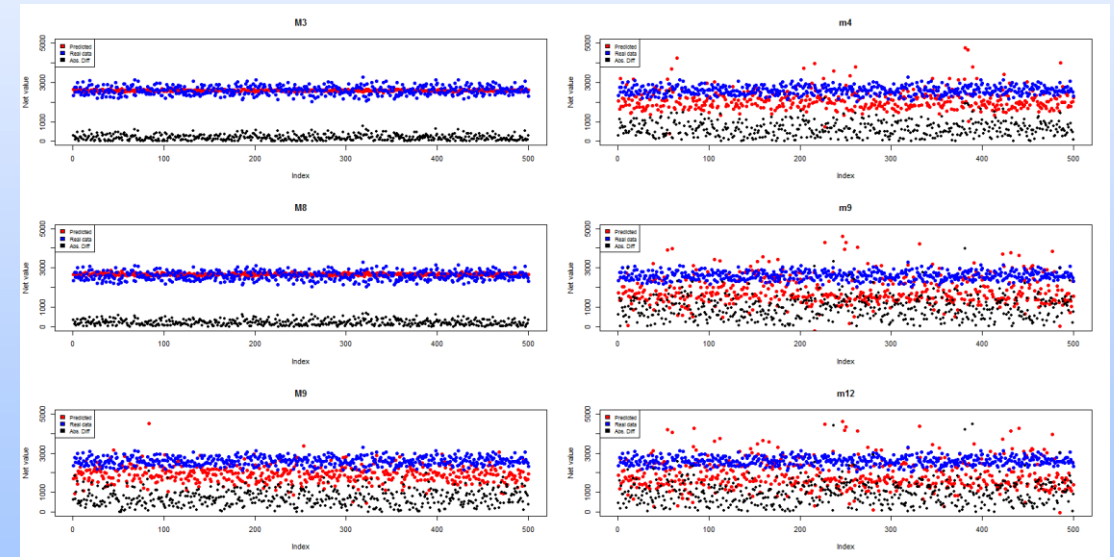 M3
Predicted
Real data
Abs. Diff
Net value
5000
3000
1000
0
0 100 200 300 400 500
Index
m4
Predicted
Real data
Abs. Diff
Net value
5000
3000
1000
0
0 100 200 300 400 500
Index
M8
Predicted
Real data
Abs. Diff
Net value
5000
3000
1000
0
0 100 200 300 400 500
Index
m9
Predicted
Real data
Abs. Diff
Net value
5000
3000
1000
0
0 100 200 300 400 500
Index
M9
Predicted
Real data
Abs. Diff
Net value
5000
3000
1000
0
0 100 200 300 400 500
Index
m12
Predicted
Real data
Abs. Diff
Net value
5000
3000
1000
0
0 100 200 300 400 500
Index